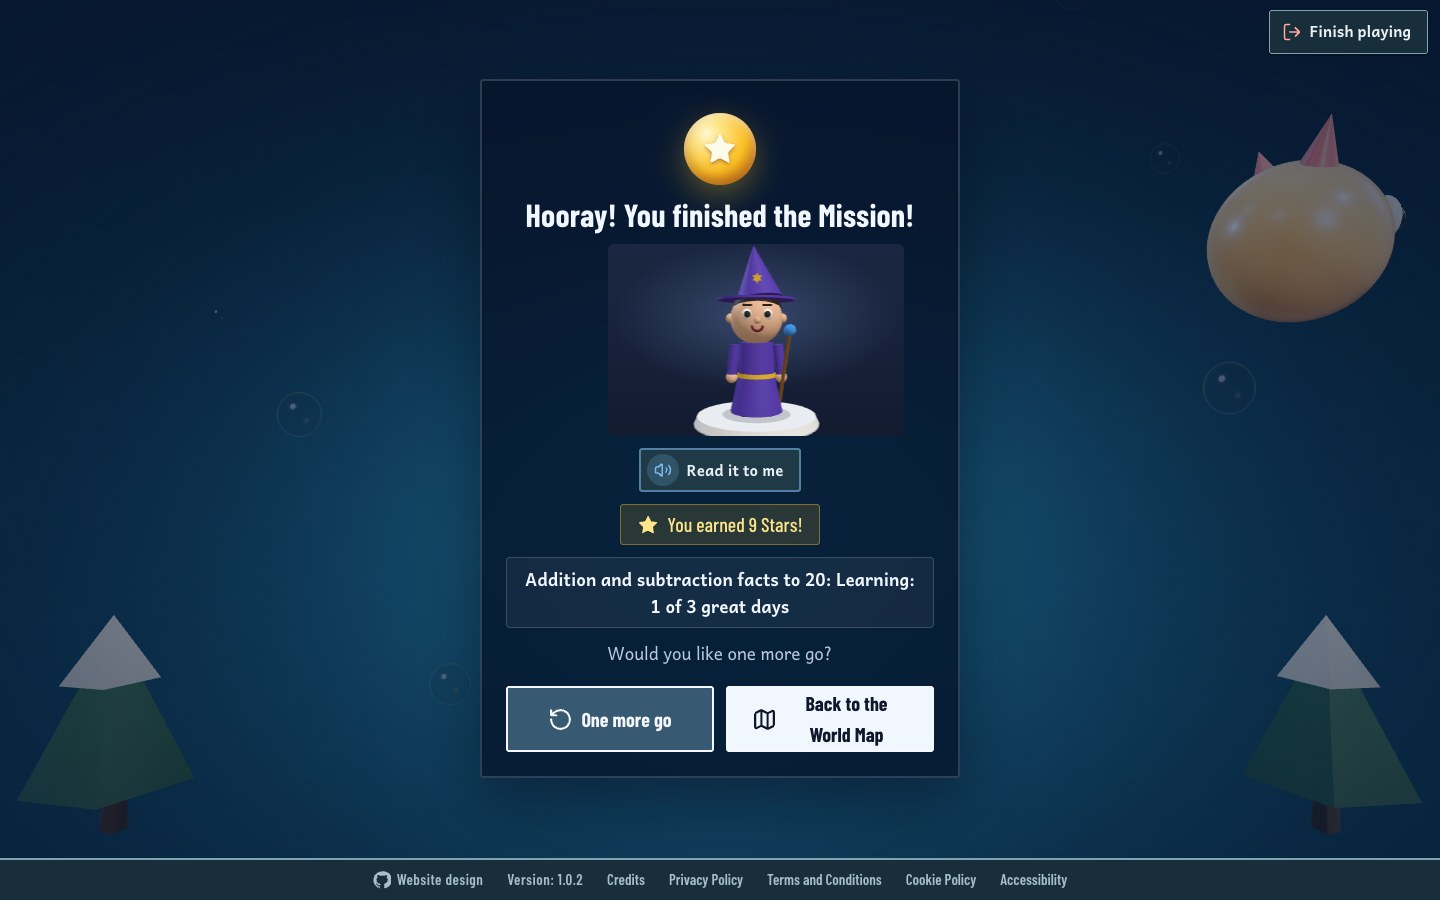 Finish playing
Hooray! You finished the Mission!
Read it to me
You earned 9 Stars!
Addition and subtraction facts to 20: Learning:
1 of 3 great days
Would you like one more go?
One more go
Back to the
World Map
Website design
Version: 1.0.2
Credits
Privacy Policy
Terms and Conditions
Cookie Policy
Accessibility